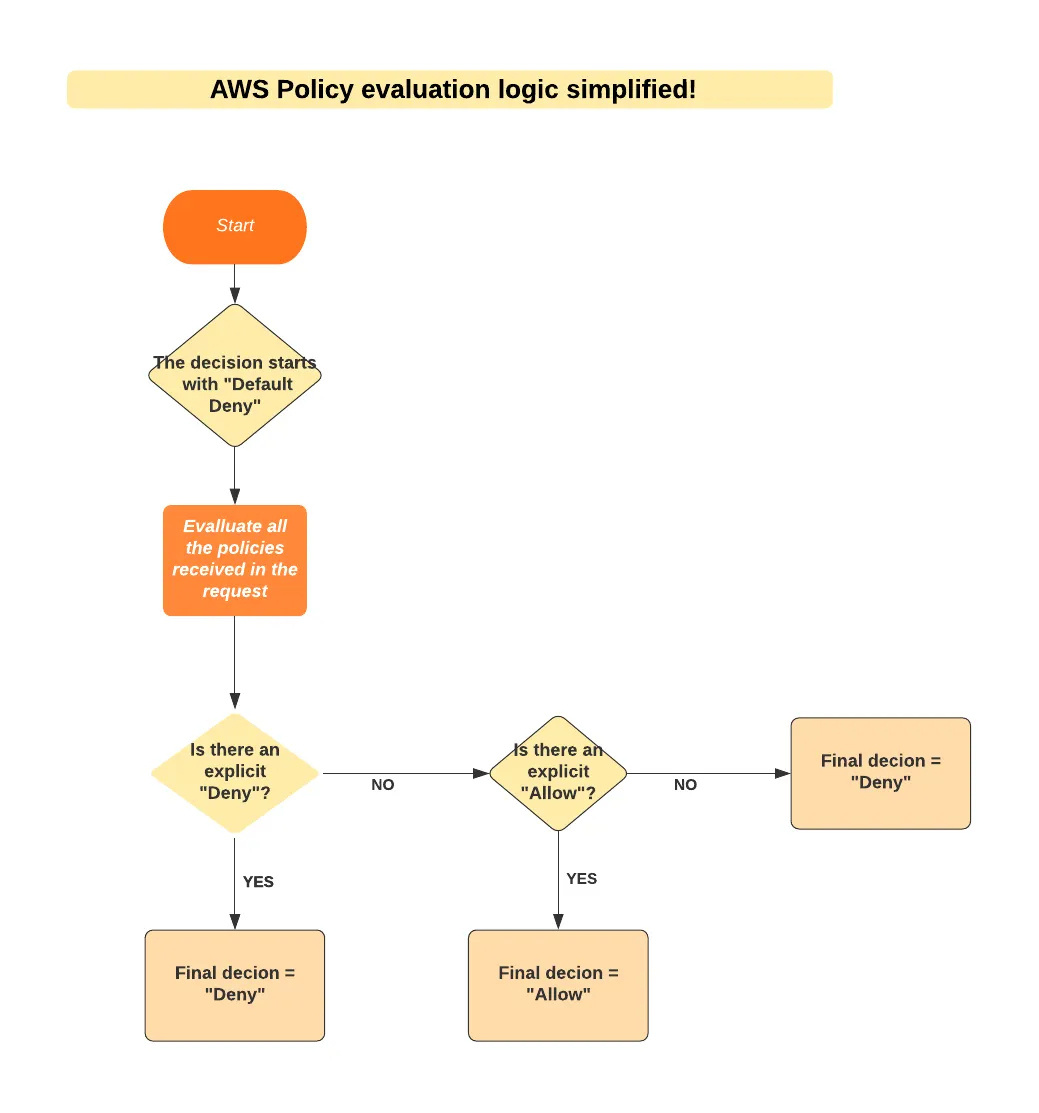 AWS Policy evaluation logic simplified!
Start
The decision starts
with "Default
Deny"
Evalluate all
the policies
received in the
request
Is there an
explicit
"Deny"?
NO
Is there an
explicit
"Allow"?
NO
Final decion =
"Deny"
YES
YES
Final decion =
"Deny"
Final decion =
"Allow"